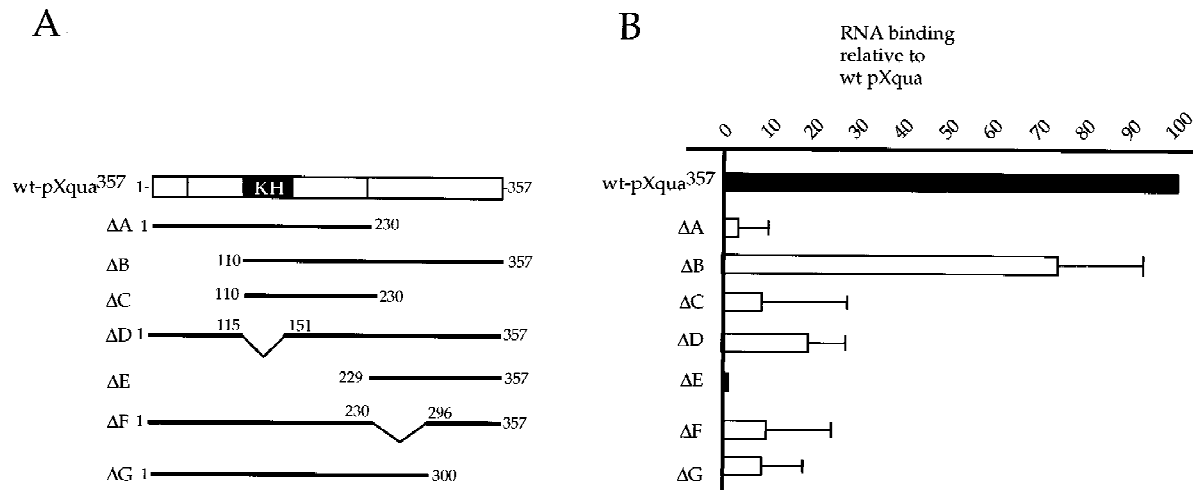 A
B
RNA binding
relative to
wt pXqua
0 10 20 30 40 50 60 70 80 90 100
wt-pXqua357 1- KH -357
wt-pXqua357
ΔA 1 230
ΔA
ΔB 110 357
ΔB
ΔC 110 230
ΔC
ΔD 1 115 151 357
ΔD
ΔE 229 357
ΔE
ΔF 1 230 296 357
ΔF
ΔG 1 300
ΔG